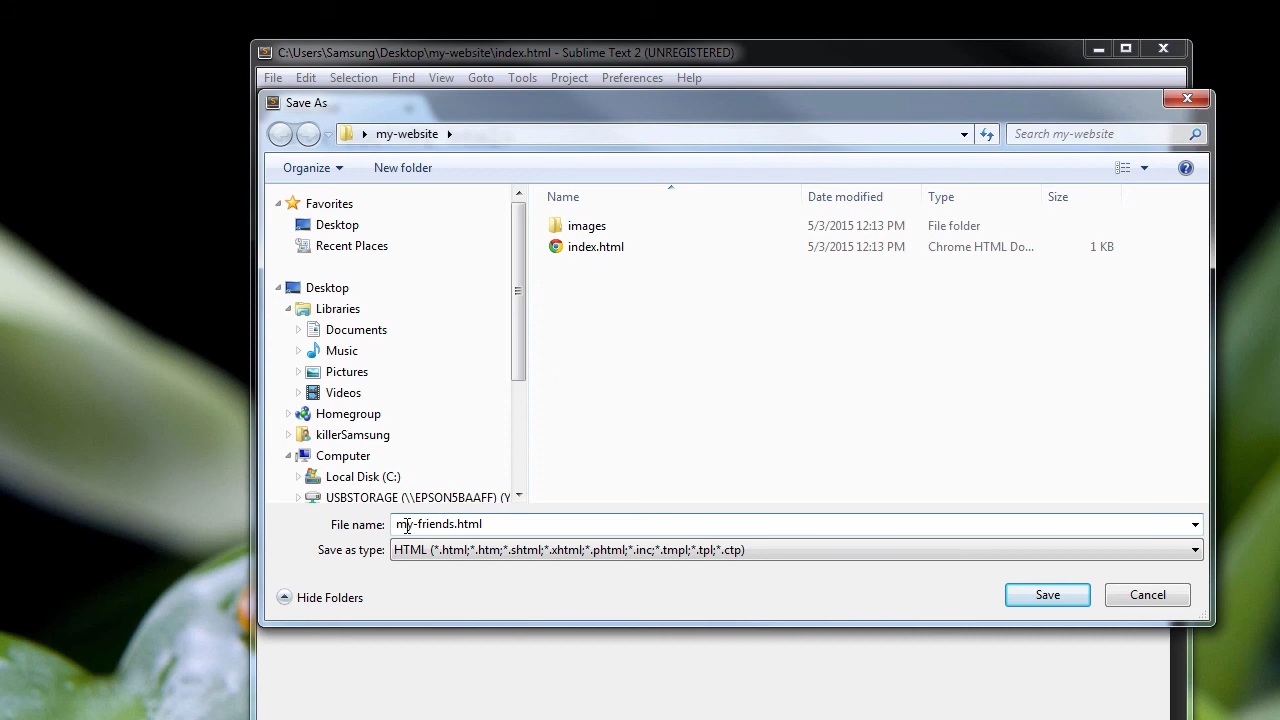 C:\Users\Samsung\Desktop\my-website\index.html - Sublime Text 2 (UNREGISTERED)
File Edit Selection Find View Goto Tools Project Preferences Help
Save As
my-website
Search my-website
Organize New folder
Name Date modified Type Size
Favorites
Desktop
Recent Places
Desktop
Libraries
Documents
Music
Pictures
Videos
Homegroup
killerSamsung
Computer
Local Disk (C:)
USBSTORAGE (\\EPSON5BAAFF) (Y
images 5/3/2015 12:13 PM File folder
index.html 5/3/2015 12:13 PM Chrome HTML Do... 1 KB
File name: my-friends.html
Save as type: HTML (*.html;*.htm;*.shtml;*.xhtml;*.phtml;*.inc;*.tmpl;*.tpl;*.ctp)
Hide Folders Save Cancel